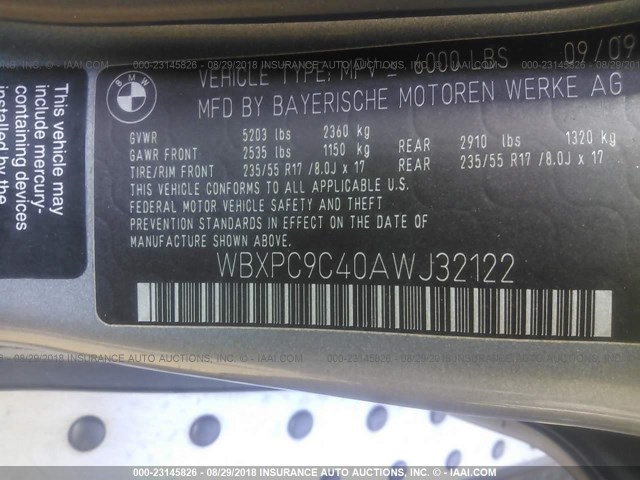 000-23145826 | 08/29/2018 INSURANCE AUTO AUCTIONS - © - IAAI.COM
BMW
VEHICLE TYPE: MPV - 6000 LBS 09/09
MFD BY BAYERISCHE MOTOREN WERKE AG
GVWR 5203 lbs 2360 kg
GAWR FRONT 2535 lbs 1150 kg REAR 2910 lbs 1320 kg
TIRE/RIM FRONT 235/55 R17 /8.0J x 17 REAR 235/55 R17 /8.0J x 17
THIS VEHICLE CONFORMS TO ALL APPLICABLE U.S.
FEDERAL MOTOR VEHICLE SAFETY AND THEFT
PREVENTION STANDARDS IN EFFECT ON THE DATE OF
MANUFACTURE SHOWN ABOVE.
WBXPC9C40AWJ32122
This vehicle may
include mercury-
containing devices
installed by the
000-23145826 | 08/29/2018 INSURANCE AUTO AUCTIONS - © - IAAI.COM
000-23145826 | 08/29/2018 INSURANCE AUTO AUCTIONS - © - IAAI.COM